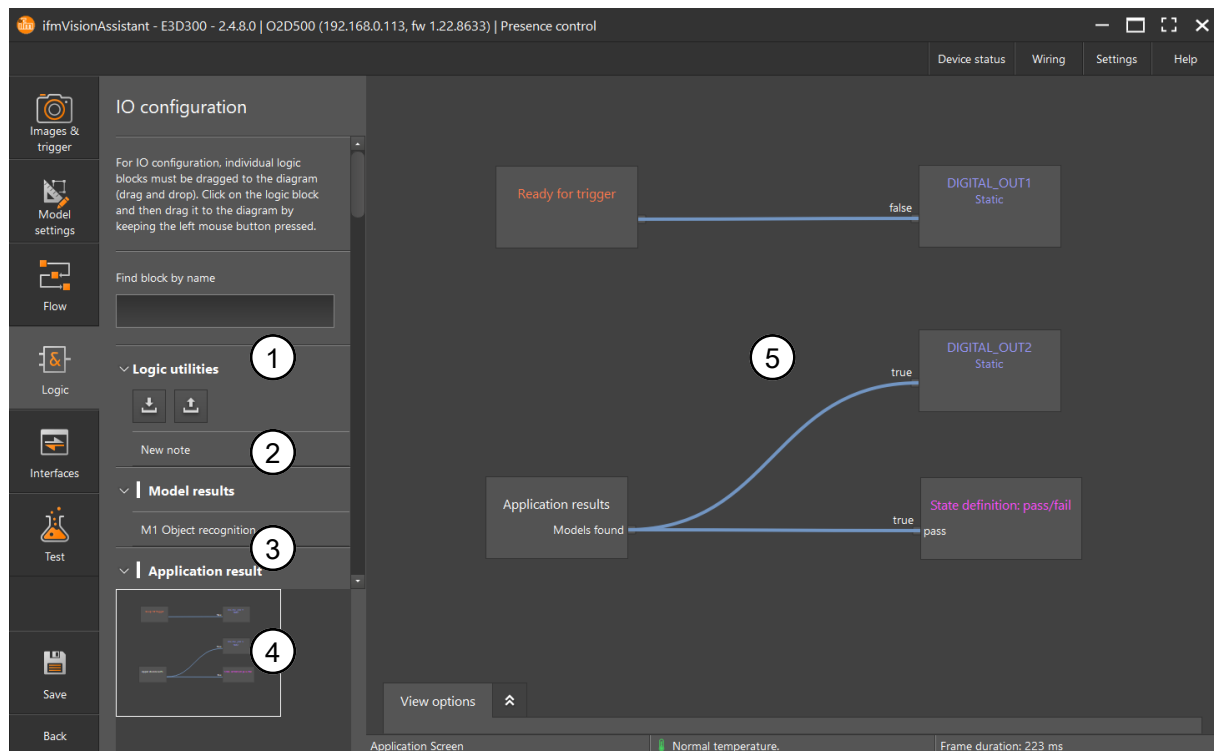 ifmVisionAssistant - E3D300 - 2.4.8.0 | O2D500 (192.168.0.113, fw 1.22.8633) | Presence control
Device status
Wiring
Settings
Help
Images &
trigger
Model
settings
Flow
Logic
Interfaces
Test
Save
Back
IO configuration
For IO configuration, individual logic
blocks must be dragged to the diagram
(drag and drop). Click on the logic block
and then drag it to the diagram by
keeping the left mouse button pressed.
Find block by name
1
Logic utilities
New note
2
Model results
M1 Object recognition
3
Application result
4
Ready for trigger
false
DIGITAL_OUT1
Static
5
true
DIGITAL_OUT2
Static
Application results
Models found
true
State definition: pass/fail
pass
View options
Application Screen
Normal temperature.
Frame duration: 223 ms